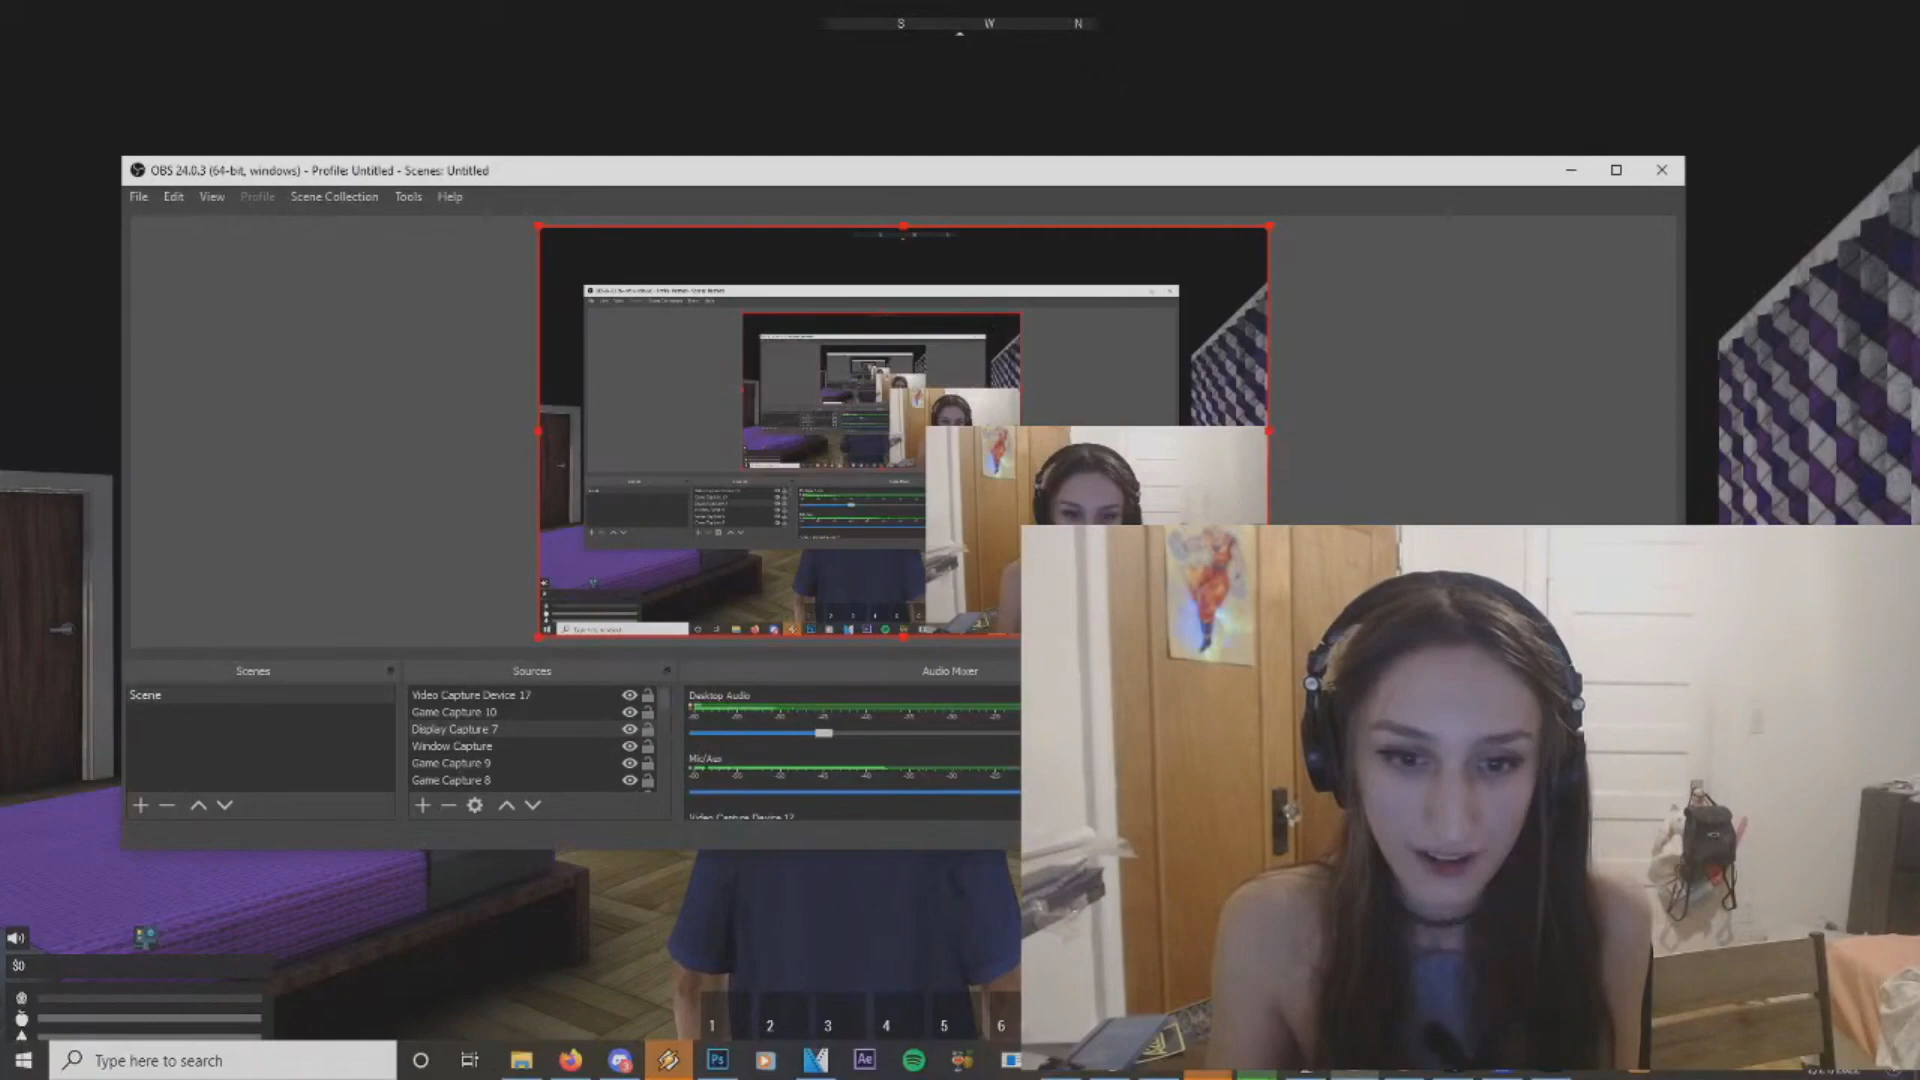 S W N
OBS 24.0.3 (64-bit, windows) - Profile: Untitled - Scenes: Untitled
File Edit View Profile Scene Collection Tools Help
Scenes Sources Audio Mixer
Scene
Video Capture Device 17
Game Capture 10
Display Capture 7
Window Capture
Game Capture 9
Game Capture 8
Desktop Audio
Mic/Aux
Video Capture Device 17
$0
1 2 3 4 5 6
Type here to search
Ps
Ae